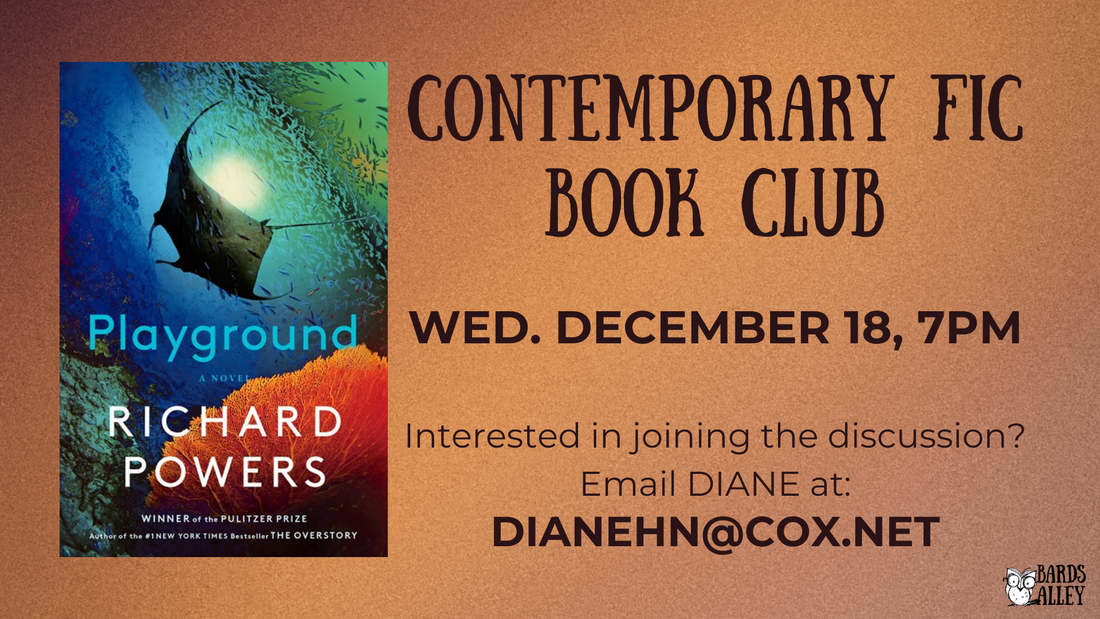 CONTEMPORARY FIC
BOOK CLUB
WED. DECEMBER 18, 7PM
Interested in joining the discussion?
Email DIANE at:
DIANEHN@COX.NET
Playground
A NOVEL
RICHARD
POWERS
WINNER of the PULITZER PRIZE
Author of the #1 NEW YORK TIMES Bestseller THE OVERSTORY
BARDS
ALLEY